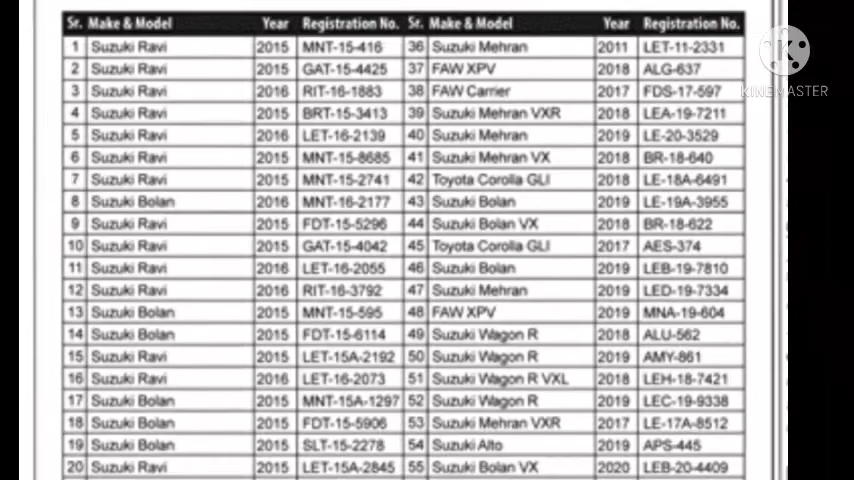 Sr. Make & Model Year Registration No. Sr. Make & Model Year Registration No.
1 Suzuki Ravi 2015 MNT-15-416 36 Suzuki Mehran 2011 LET-11-2331
2 Suzuki Ravi 2015 GAT-15-4425 37 FAW XPV 2018 ALG-637
3 Suzuki Ravi 2016 RIT-16-1883 38 FAW Carrier 2017 FDS-17-597
4 Suzuki Ravi 2015 BRT-15-3413 39 Suzuki Mehran VXR 2018 LEA-19-7211
5 Suzuki Ravi 2016 LET-16-2139 40 Suzuki Mehran 2019 LE-20-3529
6 Suzuki Ravi 2015 MNT-15-8685 41 Suzuki Mehran VX 2018 BR-18-640
7 Suzuki Ravi 2015 MNT-15-2741 42 Toyota Corolla GLI 2018 LE-18A-6491
8 Suzuki Bolan 2016 MNT-16-2177 43 Suzuki Bolan 2019 LE-19A-3955
9 Suzuki Ravi 2015 FDT-15-5296 44 Suzuki Bolan VX 2018 BR-18-622
10 Suzuki Ravi 2015 GAT-15-4042 45 Toyota Corolla GLI 2017 AES-374
11 Suzuki Ravi 2016 LET-16-2055 46 Suzuki Bolan 2019 LEB-19-7810
12 Suzuki Ravi 2016 RIT-16-3792 47 Suzuki Mehran 2019 LED-19-7334
13 Suzuki Bolan 2015 MNT-15-595 48 FAW XPV 2019 MNA-19-604
14 Suzuki Bolan 2015 FDT-15-6114 49 Suzuki Wagon R 2018 ALU-562
15 Suzuki Ravi 2015 LET-15A-2192 50 Suzuki Wagon R 2019 AMY-861
16 Suzuki Ravi 2016 LET-16-2073 51 Suzuki Wagon R VXL 2018 LEH-18-7421
17 Suzuki Bolan 2015 MNT-15A-1297 52 Suzuki Wagon R 2019 LEC-19-9338
18 Suzuki Bolan 2015 FDT-15-5906 53 Suzuki Mehran VXR 2017 LE-17A-8512
19 Suzuki Bolan 2015 SLT-15-2278 54 Suzuki Alto 2019 APS-445
20 Suzuki Ravi 2015 LET-15A-2845 55 Suzuki Bolan VX 2020 LEB-20-4409
K
KINEMASTER